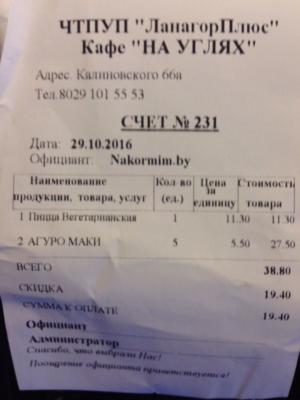 ЧТПУП "ЛанагорПлюс"
Кафе "НА УГЛЯХ"
Адрес. Калиновского 66а
Тел.8029 101 55 53
СЧЕТ № 231
Дата: 29.10.2016
Официант: Nakormim.by
Наименование продукции, товара, услуг Кол-во (ед.) Цена за единицу Стоимость товара
1 Пицца Вегетарианская 1 11.30 11.30
2 АГУРО МАКИ 5 5.50 27.50
ВСЕГО 38.80
СКИДКА 19.40
СУММА К ОПЛАТЕ 19.40
Официант
Администратор
Спасибо, что выбрали Нас!
Поощрение официанта приветствуется!